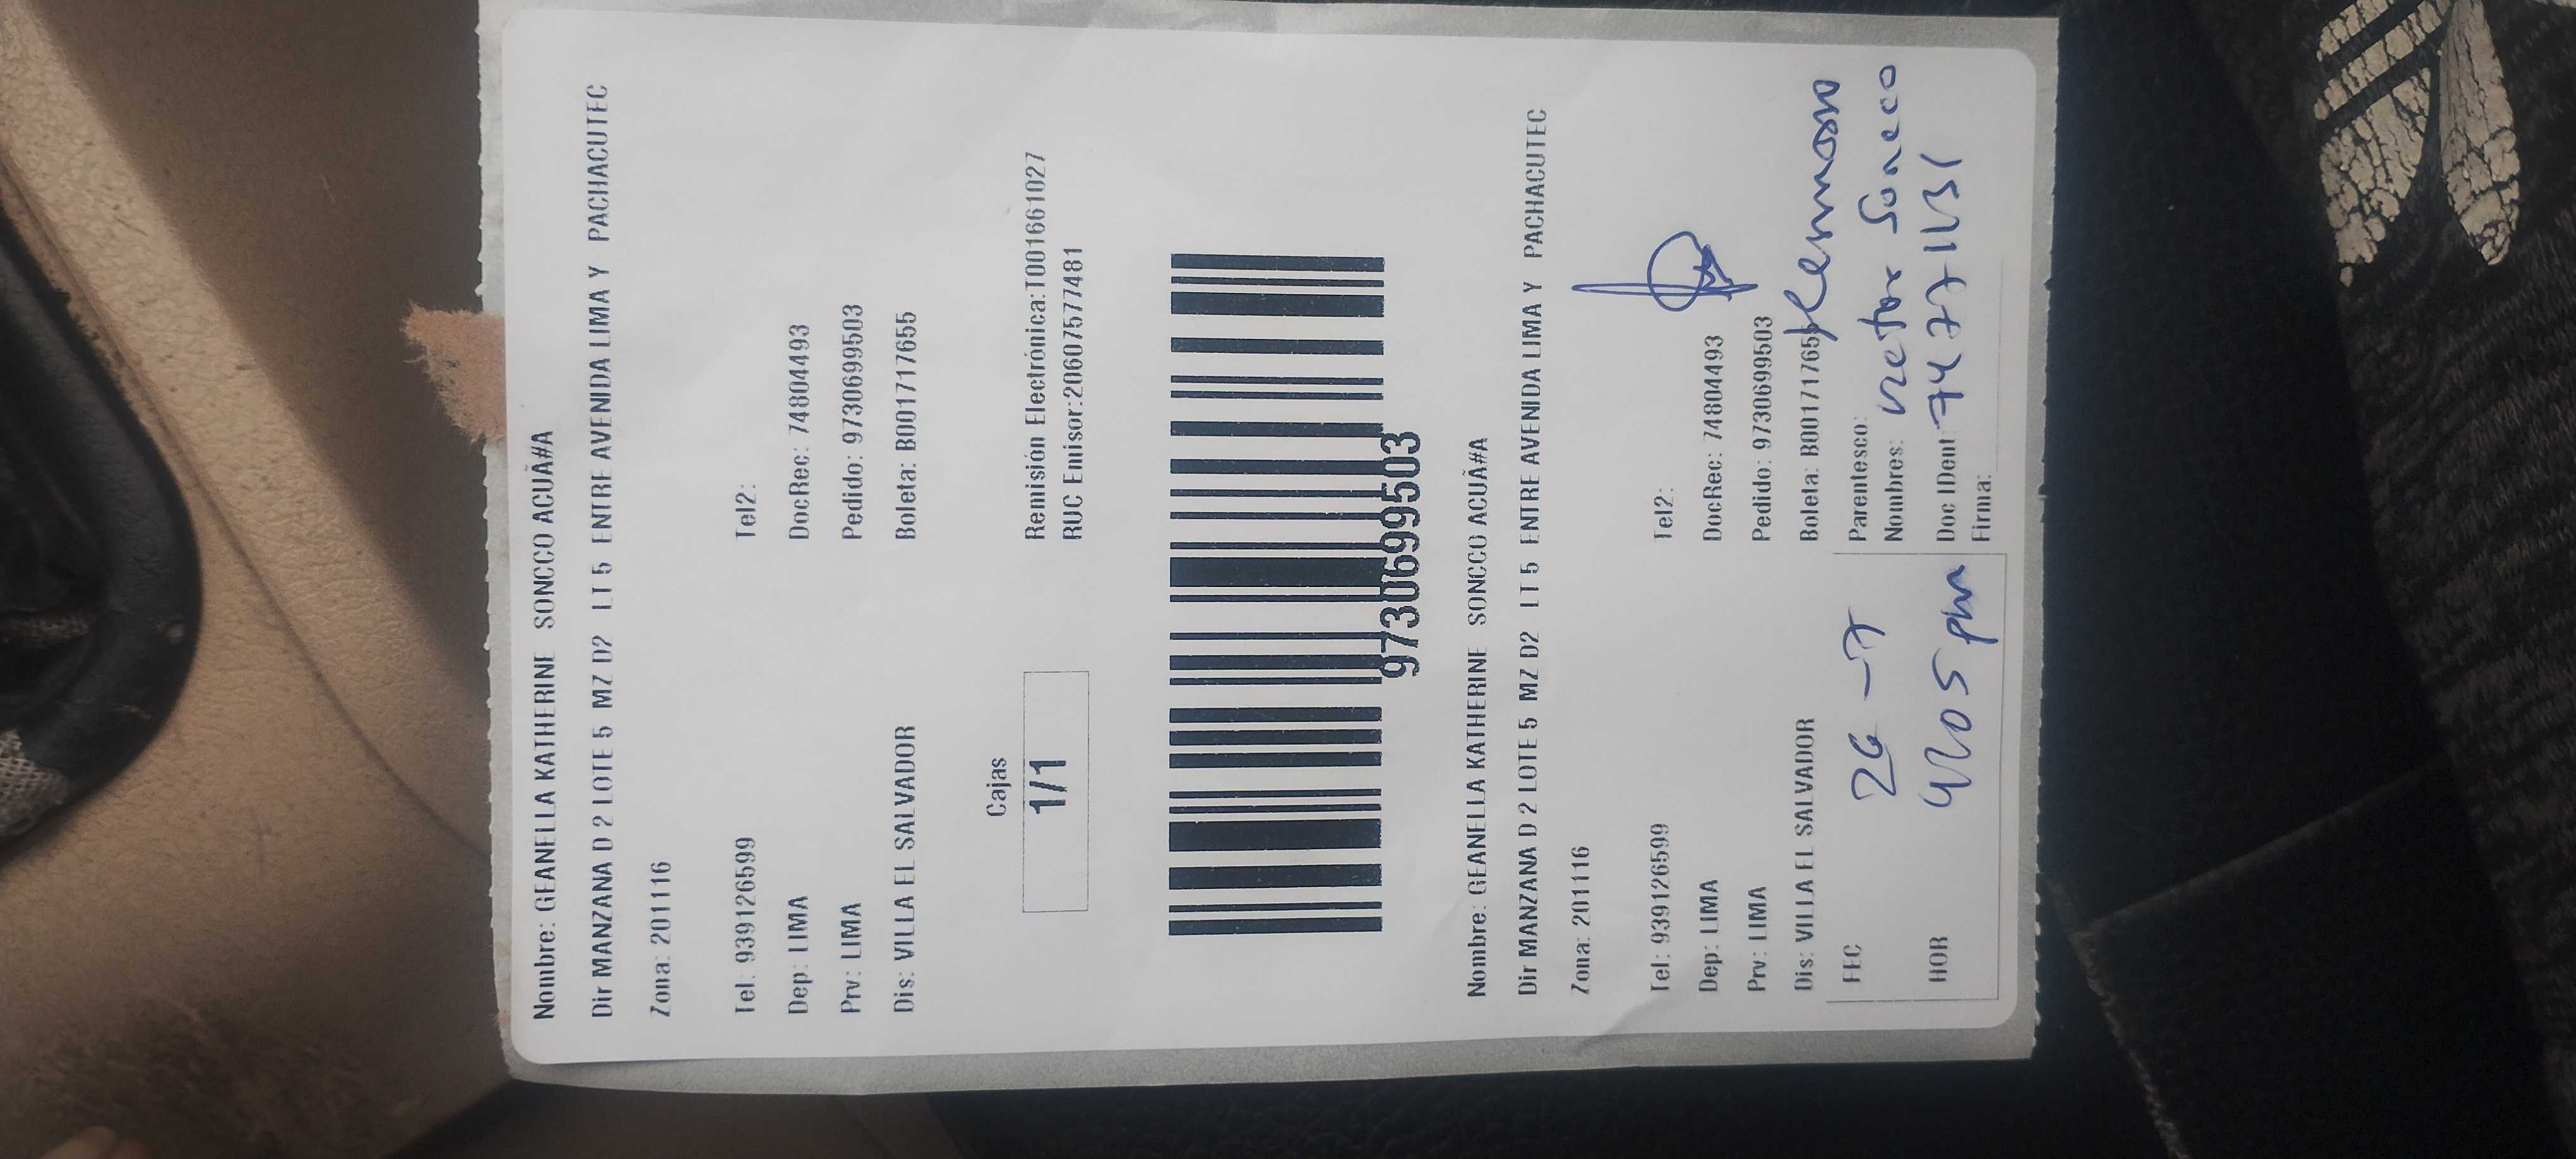 Nombre: GEANELLA KATHERINE SONCCO ACUÃ#A
Dir MANZANA D 2 LOTE 5 MZ D2 LT 5 ENTRE AVENIDA LIMA Y PACHACUTEC
Zona: 201116
Tel: 939126599 Tel2:
Dep: LIMA DocRec: 74804493
Prv: LIMA Pedido: 9730699503
Dis: VILLA EL SALVADOR Boleta: B001717655
Cajas
1/1
Remisión Electrónica:T001661027
RUC Emisor:20607577481
9730699503
Nombre: GEANELLA KATHERINE SONCCO ACUÃ#A
Dir MANZANA D 2 LOTE 5 MZ D2 LT 5 ENTRE AVENIDA LIMA Y PACHACUTEC
Zona: 201116
Tel: 939126599 Tel2:
Dep: LIMA DocRec: 74804493
Prv: LIMA Pedido: 9730699503
Dis: VILLA EL SALVADOR Boleta: B00171765
FEC 26-7
HOR pm
Parentesco: Hermano
Nombres: Soncco
Doc IDent:
Firma: